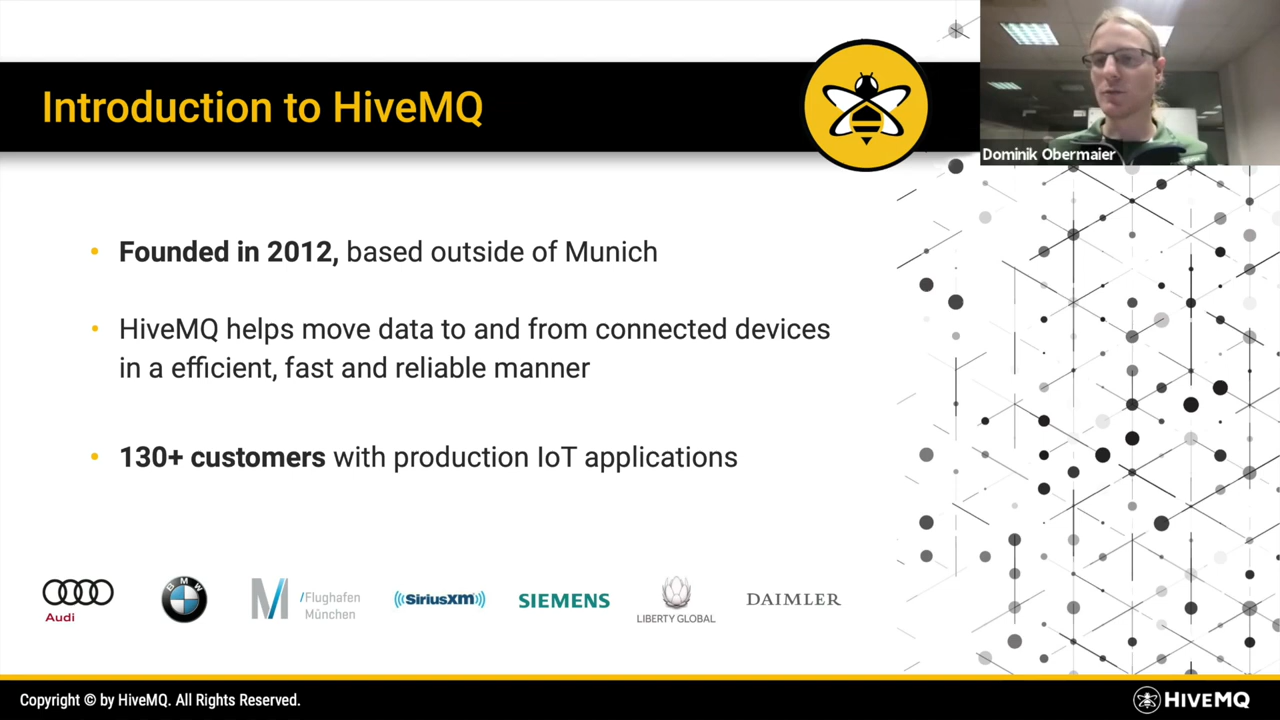 Introduction to HiveMQ
Dominik Obermaier
Founded in 2012, based outside of Munich
HiveMQ helps move data to and from connected devices
in a efficient, fast and reliable manner
130+ customers with production IoT applications
Audi
BMW
M /Flughafen
München
SiriusXM
SIEMENS
LIBERTY GLOBAL
DAIMLER
Copyright © by HiveMQ. All Rights Reserved.
HIVEMQ